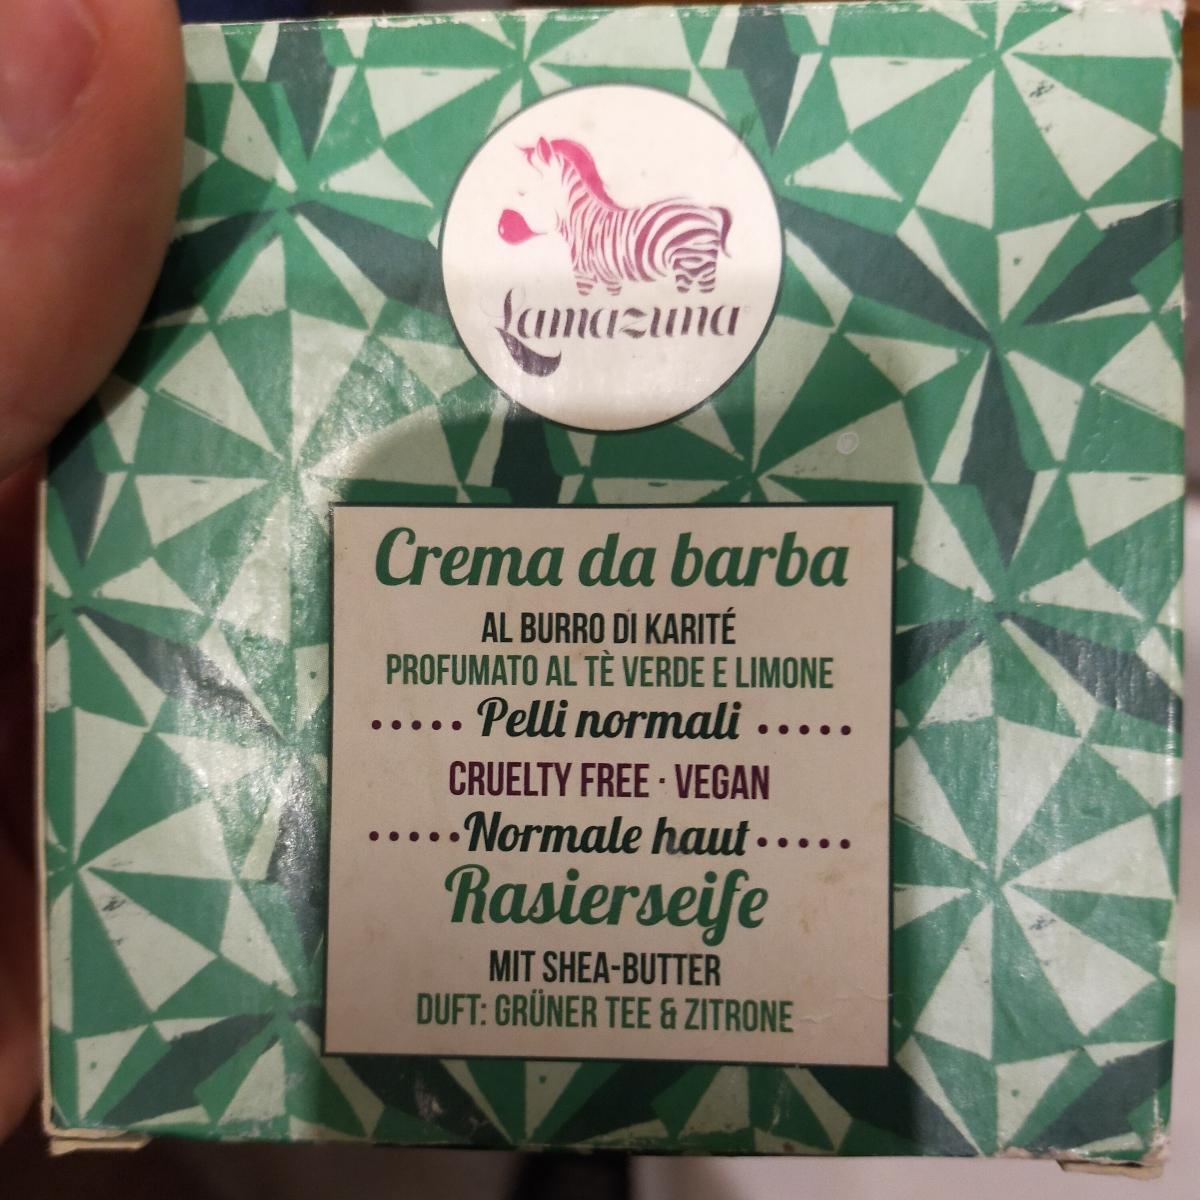 Lamazuna
Crema da barba
AL BURRO DI KARITÉ
PROFUMATO AL TÈ VERDE E LIMONE
Pelli normali
CRUELTY FREE · VEGAN
Normale haut
Rasierseife
MIT SHEA-BUTTER
DUFT: GRÜNER TEE & ZITRONE